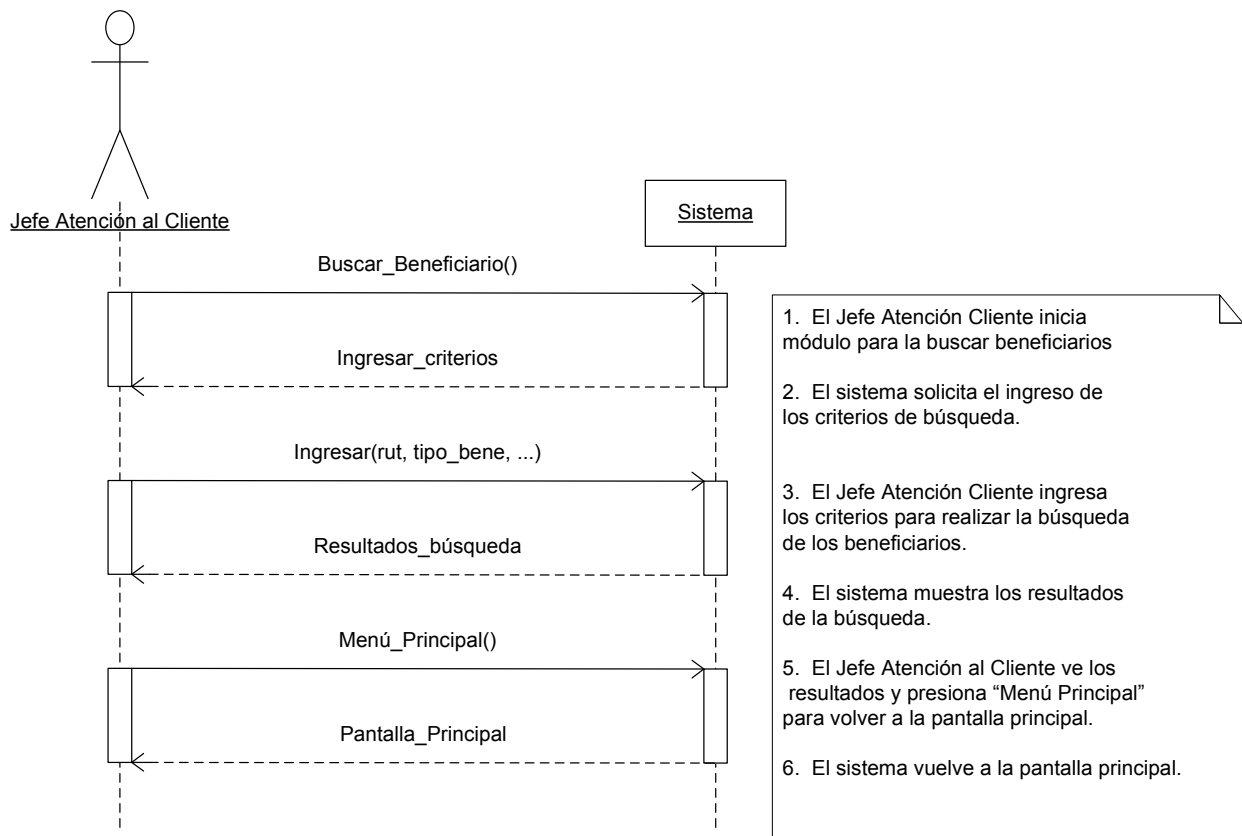 Jefe Atención al Cliente
Sistema
Buscar_Beneficiario()
Ingresar_criterios
Ingresar(rut, tipo_bene, ...)
Resultados_búsqueda
Menú_Principal()
Pantalla_Principal
1. El Jefe Atención Cliente inicia
módulo para la buscar beneficiarios
2. El sistema solicita el ingreso de
los criterios de búsqueda.
3. El Jefe Atención Cliente ingresa
los criterios para realizar la búsqueda
de los beneficiarios.
4. El sistema muestra los resultados
de la búsqueda.
5. El Jefe Atención al Cliente ve los
resultados y presiona “Menú Principal”
para volver a la pantalla principal.
6. El sistema vuelve a la pantalla principal.